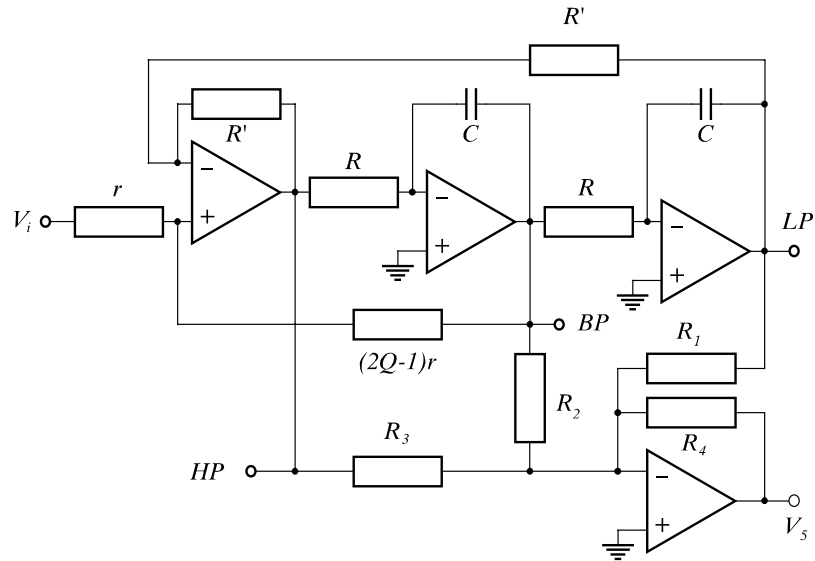 R'
R'
C
C
−
r
R
R
V_i
+
−
−
LP
+
+
BP
R_1
(2Q-1)r
R_2
R_3
R_4
HP
−
+
V_5